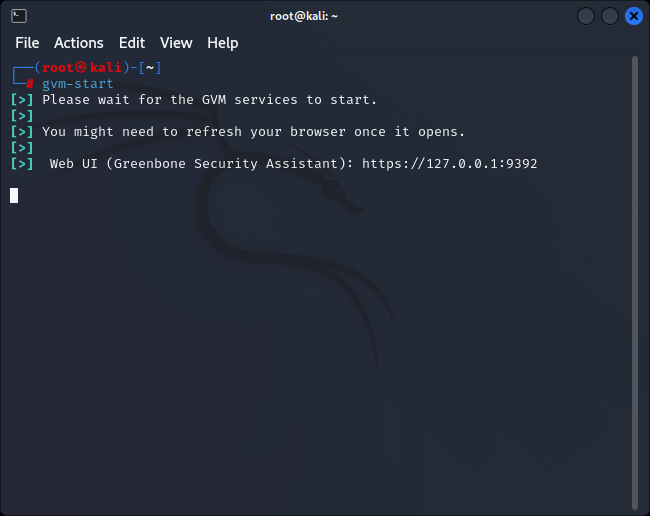 root@kali: ~
File Actions Edit View Help
┌──(root㉿kali)-[~]
└─# gvm-start
[>] Please wait for the GVM services to start.
[>]
[>] You might need to refresh your browser once it opens.
[>]
[>]  Web UI (Greenbone Security Assistant): https://127.0.0.1:9392